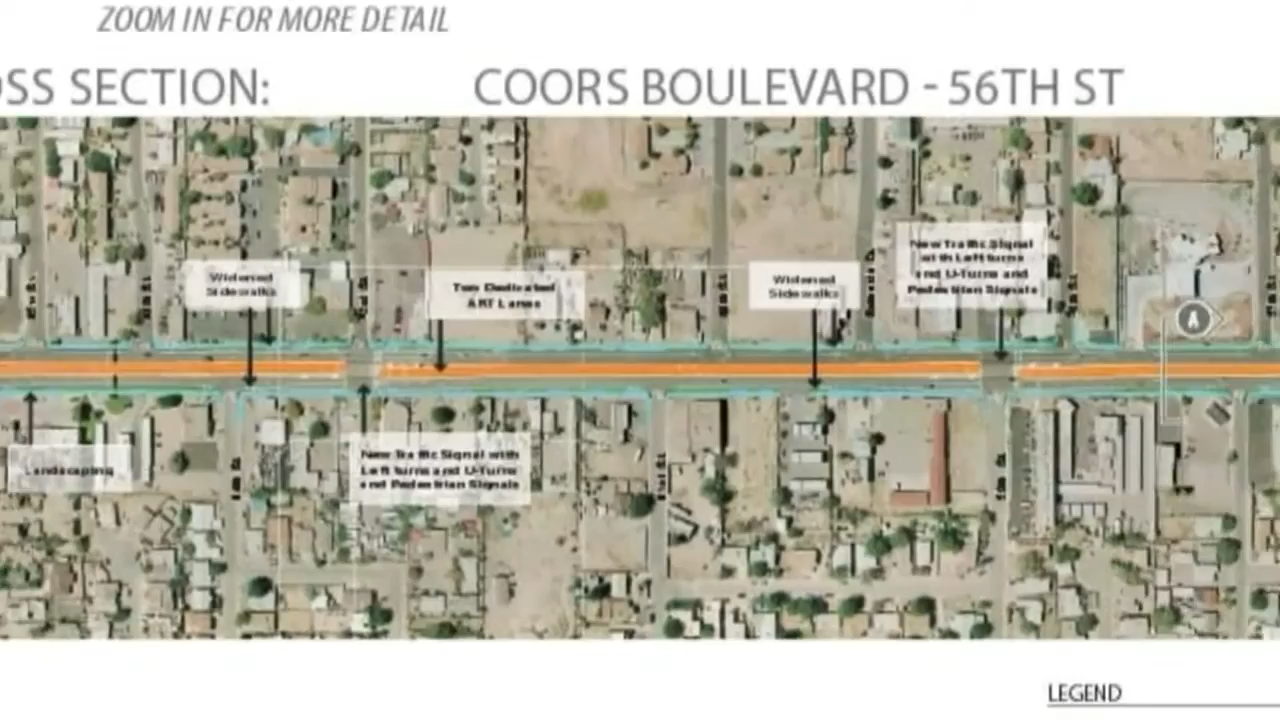 ZOOM IN FOR MORE DETAIL
OSS SECTION:
COORS BOULEVARD - 56TH ST
New Traffic Signal
with Left turns
and U-Turns and
Pedestrian Signals
Widened
Sidewalks
Two Dedicated
ART Lanes
Widened
Sidewalks
A
Landscaping
New Traffic Signal with
Left turns and U-Turns
and Pedestrian Signals
LEGEND